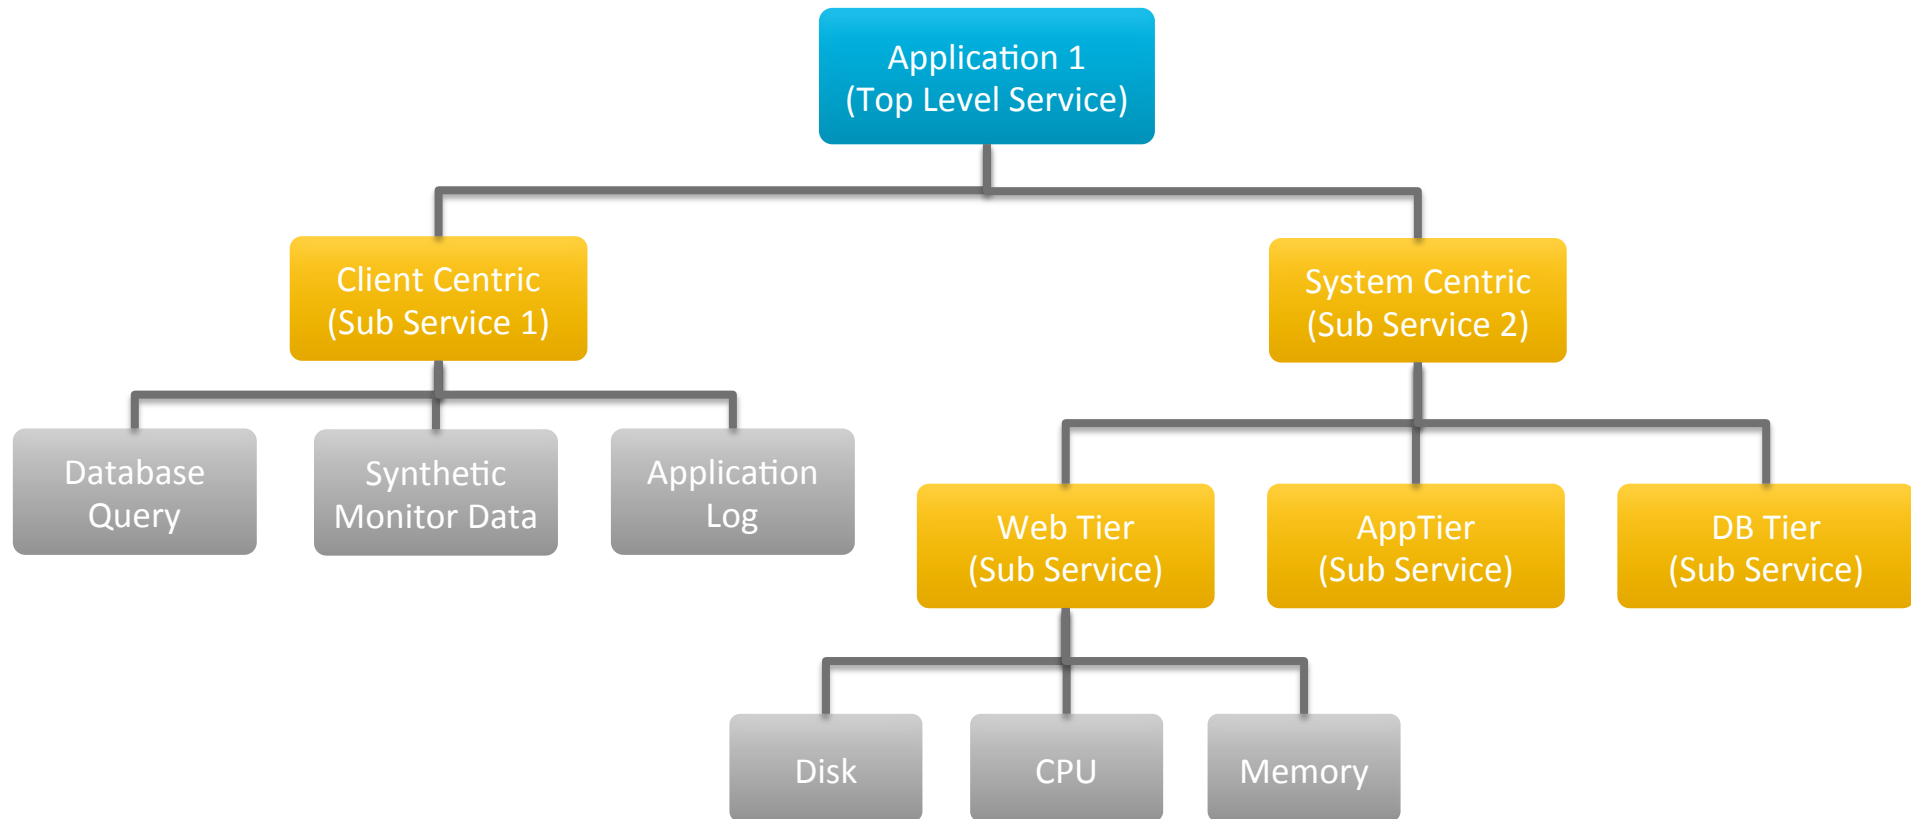 Application 1
(Top Level Service)
Client Centric
(Sub Service 1)
System Centric
(Sub Service 2)
Database
Query
Synthetic
Monitor Data
Application
Log
Web Tier
(Sub Service)
AppTier
(Sub Service)
DB Tier
(Sub Service)
Disk
CPU
Memory